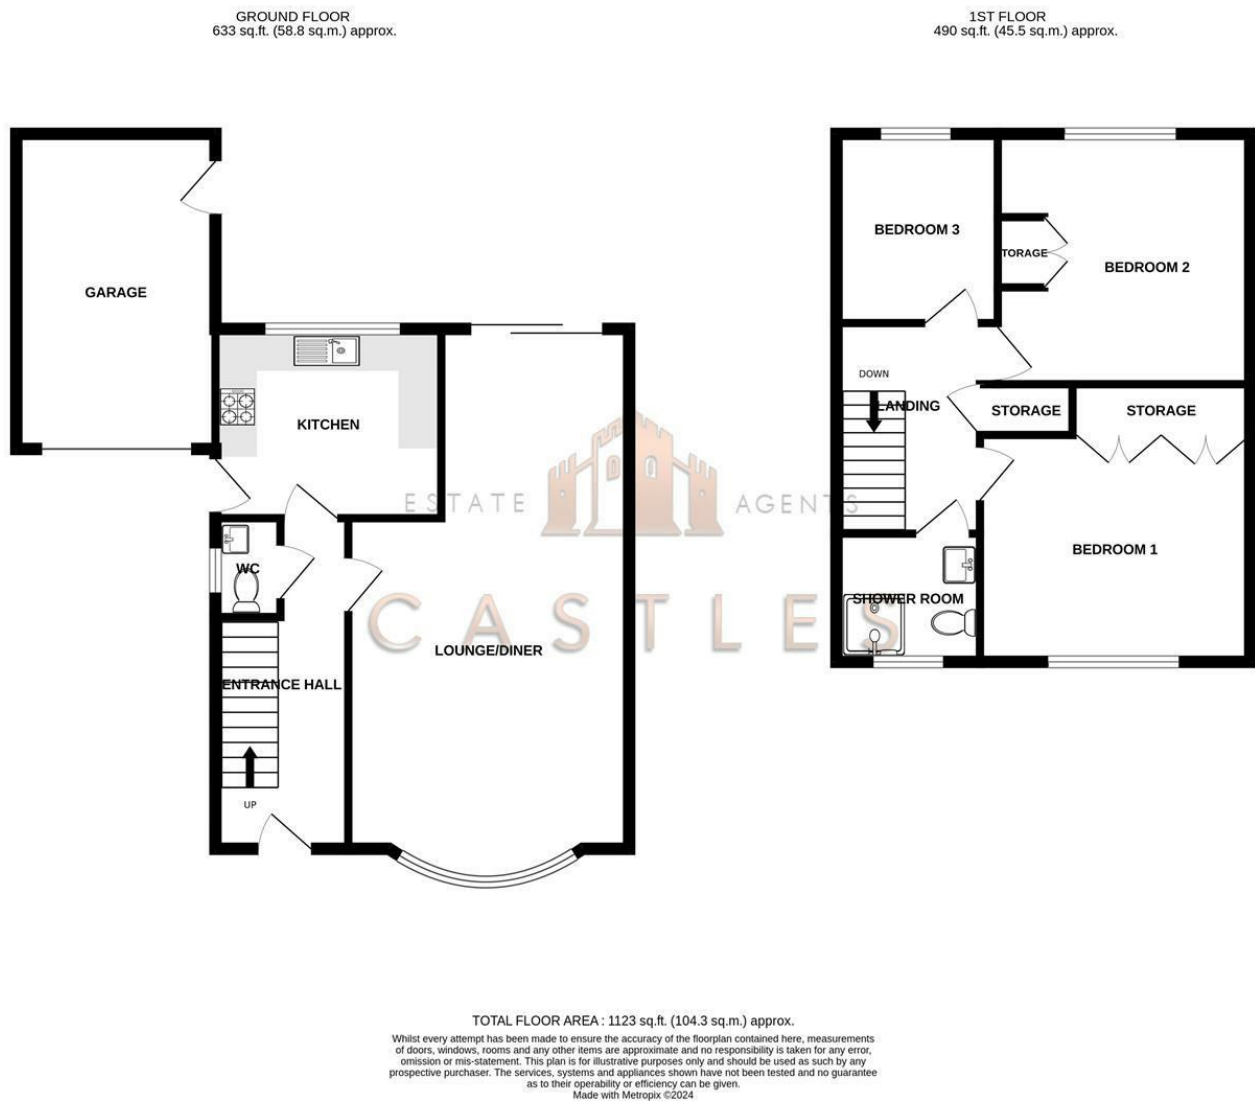 GROUND FLOOR
633 sq.ft. (58.8 sq.m.) approx.
1ST FLOOR
490 sq.ft. (45.5 sq.m.) approx.
GARAGE
KITCHEN
WC
ENTRANCE HALL
UP
LOUNGE/DINER
BEDROOM 3
TORAGE
BEDROOM 2
DOWN
LANDING
STORAGE
STORAGE
BEDROOM 1
SHOWER ROOM
ESTATE AGENTS
CASTLES
TOTAL FLOOR AREA : 1123 sq.ft. (104.3 sq.m.) approx.
Whilst every attempt has been made to ensure the accuracy of the floorplan contained here, measurements
of doors, windows, rooms and any other items are approximate and no responsibility is taken for any error,
omission or mis-statement. This plan is for illustrative purposes only and should be used as such by any
prospective purchaser. The services, systems and appliances shown have not been tested and no guarantee
as to their operability or efficiency can be given.
Made with Metropix ©2024